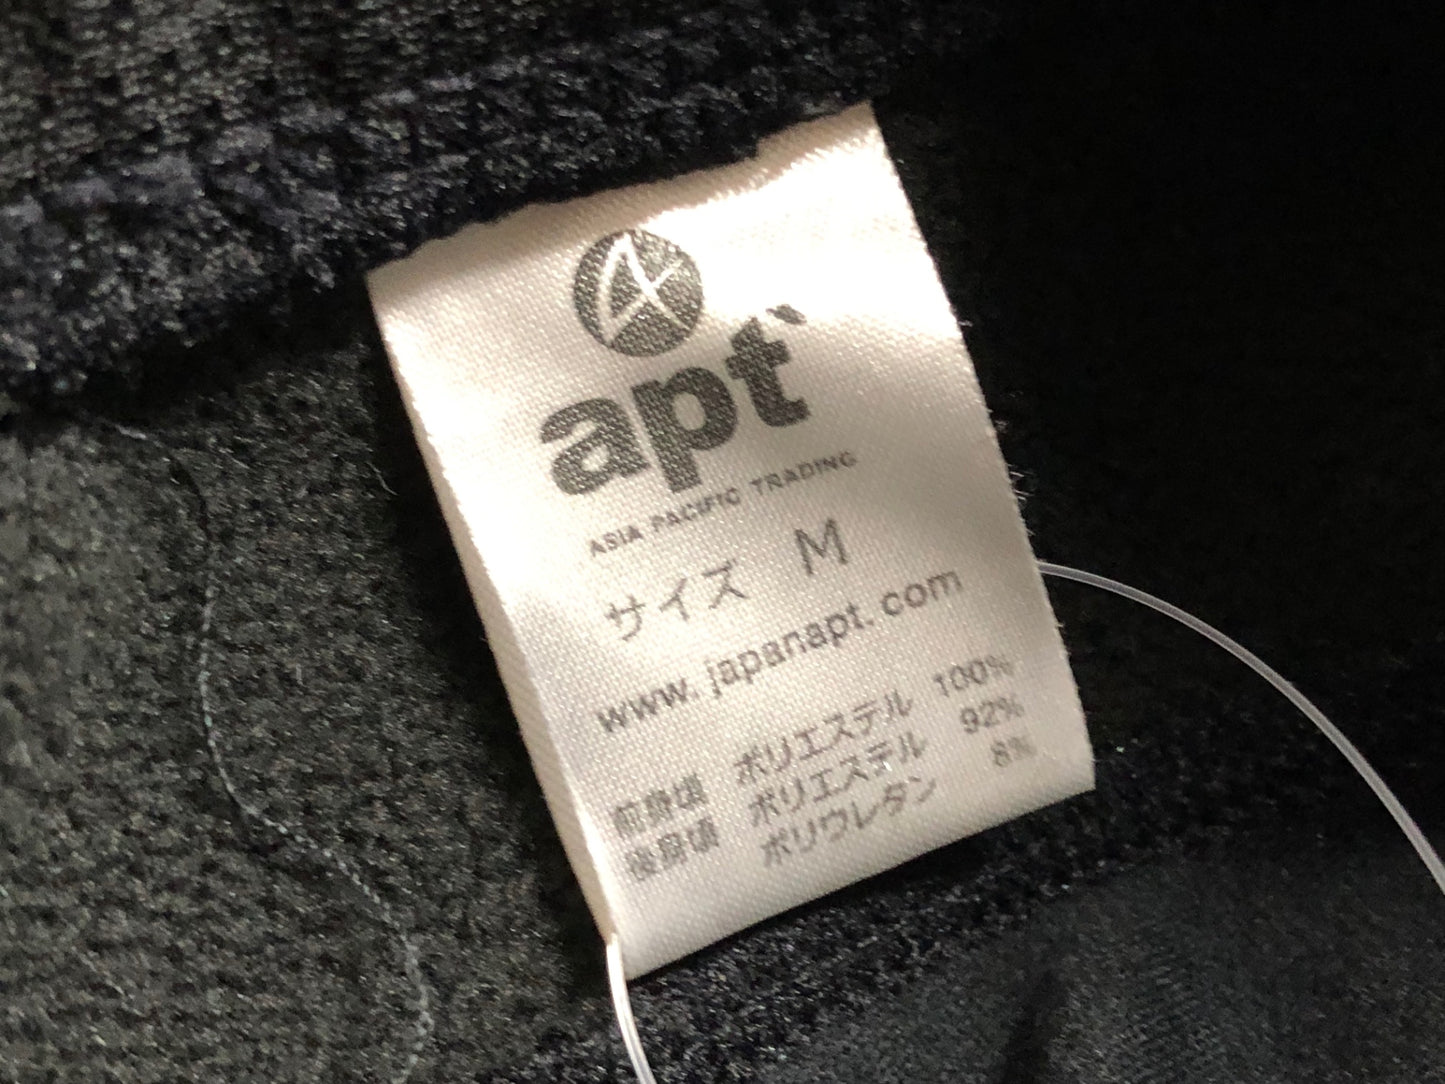 apt'
ASIA PACIFIC TRADING
サイズ M
www.japanapt.com
前身頃 ポリエステル 100%
後身頃 ポリエステル 92%
ポリウレタン 8%